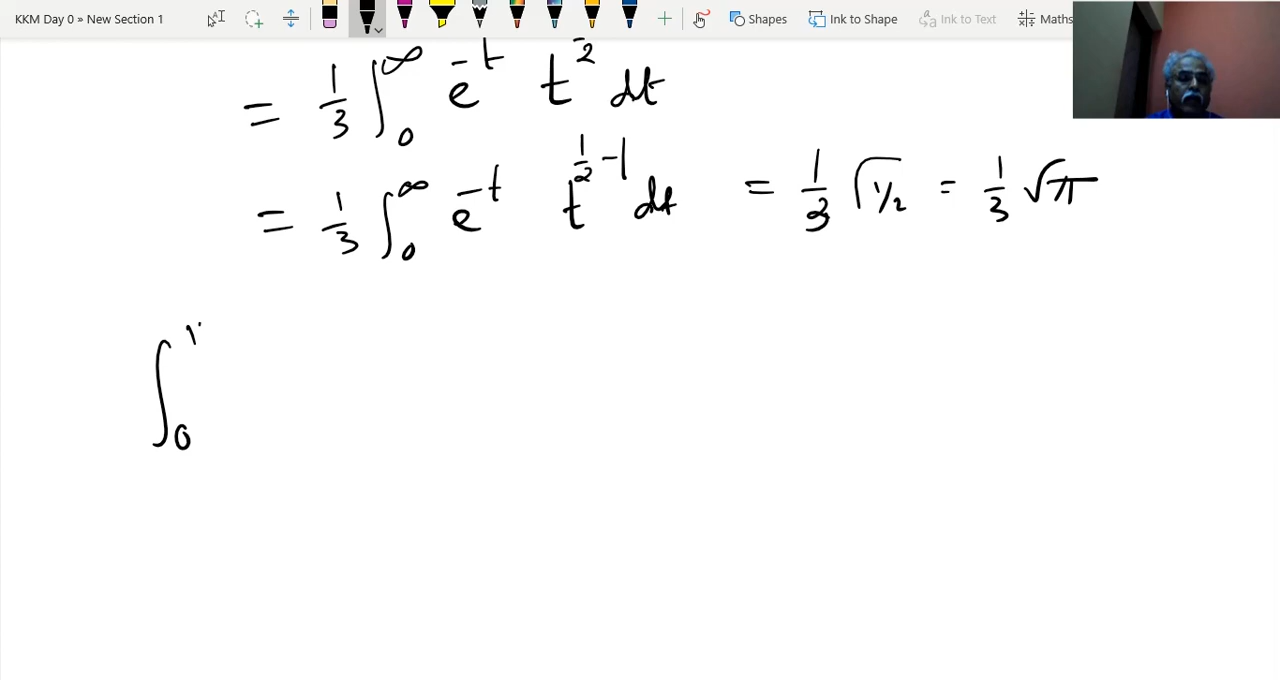 KKM Day 0 » New Section 1
Shapes
Ink to Shape
Ink to Text
Maths
= 1/3 ∫₀^∞ e^-t t^-2 dt
= 1/3 ∫₀^∞ e^-t t^(1/2 - 1) dt = 1/3 Γ1/2 = 1/3 √π
∫₀